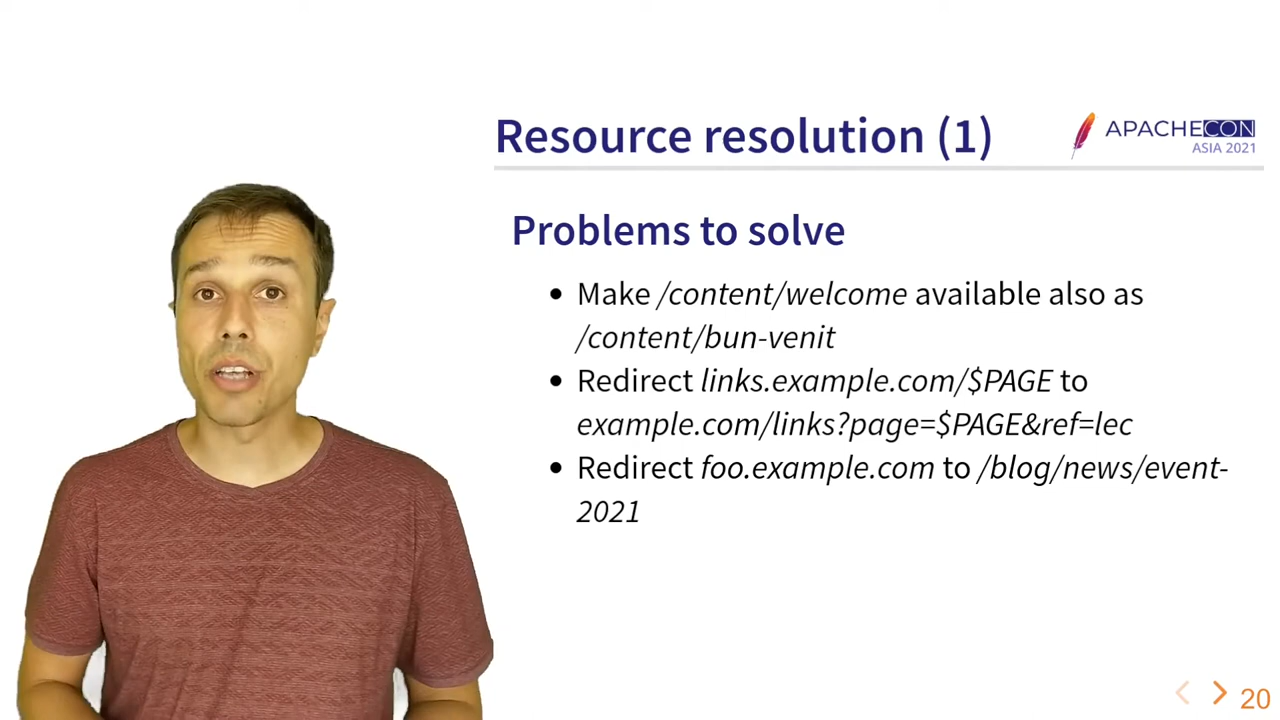 Resource resolution (1)
APACHECON
ASIA 2021
Problems to solve
• Make /content/welcome available also as
/content/bun-venit
• Redirect links.example.com/$PAGE to
example.com/links?page=$PAGE&ref=lec
• Redirect foo.example.com to /blog/news/event-
2021
20